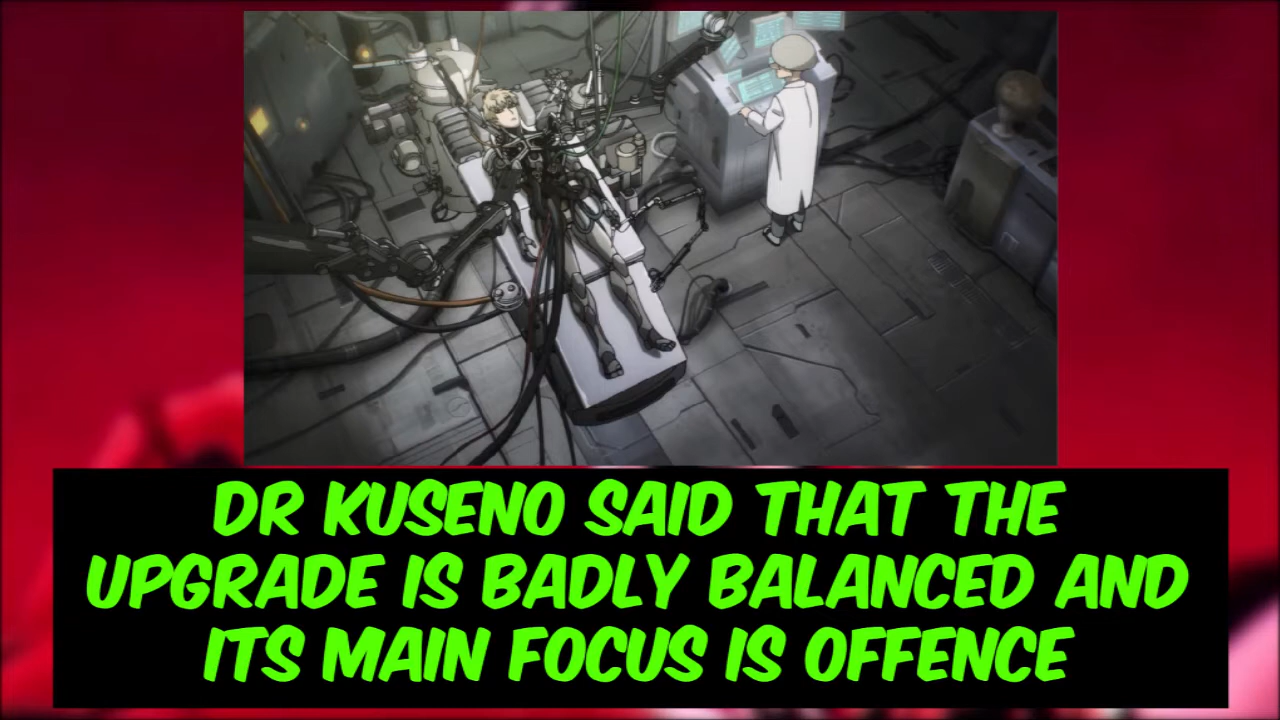 DR KUSENO SAID THAT THE
UPGRADE IS BADLY BALANCED AND
ITS MAIN FOCUS IS OFFENCE